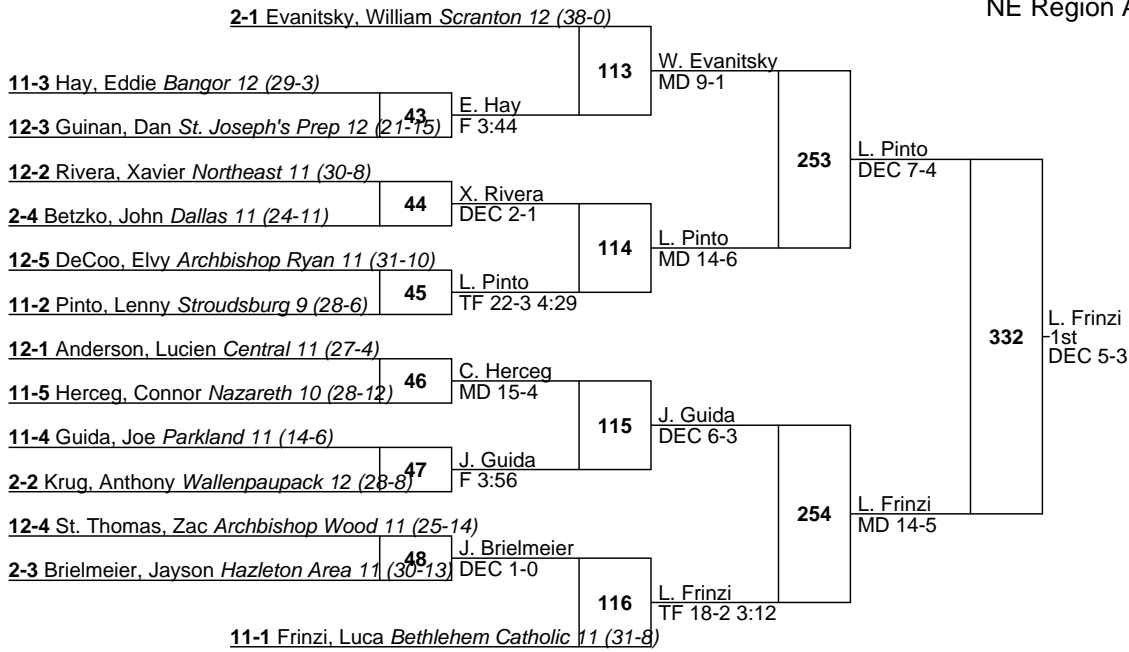 2-1 Evanitsky, William Scranton 12 (38-0)
NE Region A
113
W. Evanitsky
MD 9-1
11-3 Hay, Eddie Bangor 12 (29-3)
43
E. Hay
F 3:44
12-3 Guinan, Dan St. Joseph's Prep 12 (21-15)
253
L. Pinto
DEC 7-4
12-2 Rivera, Xavier Northeast 11 (30-8)
44
X. Rivera
DEC 2-1
2-4 Betzko, John Dallas 11 (24-11)
114
L. Pinto
MD 14-6
12-5 DeCoo, Elvy Archbishop Ryan 11 (31-10)
45
L. Pinto
TF 22-3 4:29
11-2 Pinto, Lenny Stroudsburg 9 (28-6)
332
L. Frinzi
1st
DEC 5-3
12-1 Anderson, Lucien Central 11 (27-4)
46
C. Herceg
MD 15-4
11-5 Herceg, Connor Nazareth 10 (28-12)
115
J. Guida
DEC 6-3
11-4 Guida, Joe Parkland 11 (14-6)
47
J. Guida
F 3:56
2-2 Krug, Anthony Wallenpaupack 12 (28-8)
254
L. Frinzi
MD 14-5
12-4 St. Thomas, Zac Archbishop Wood 11 (25-14)
48
J. Brielmeier
DEC 1-0
2-3 Brielmeier, Jayson Hazleton Area 11 (30-13)
116
L. Frinzi
TF 18-2 3:12
11-1 Frinzi, Luca Bethlehem Catholic 11 (31-8)